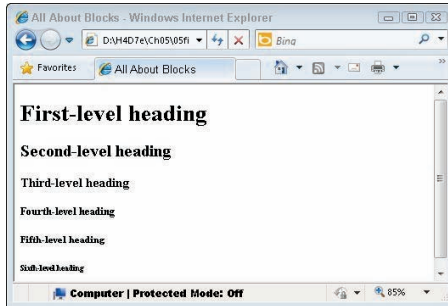 All About Blocks - Windows Internet Explorer
D:\H4D7e\Ch05\05fi
Bing
Favorites
All About Blocks
First-level heading
Second-level heading
Third-level heading
Fourth-level heading
Fifth-level heading
Sixth-level heading
Computer | Protected Mode: Off
85%